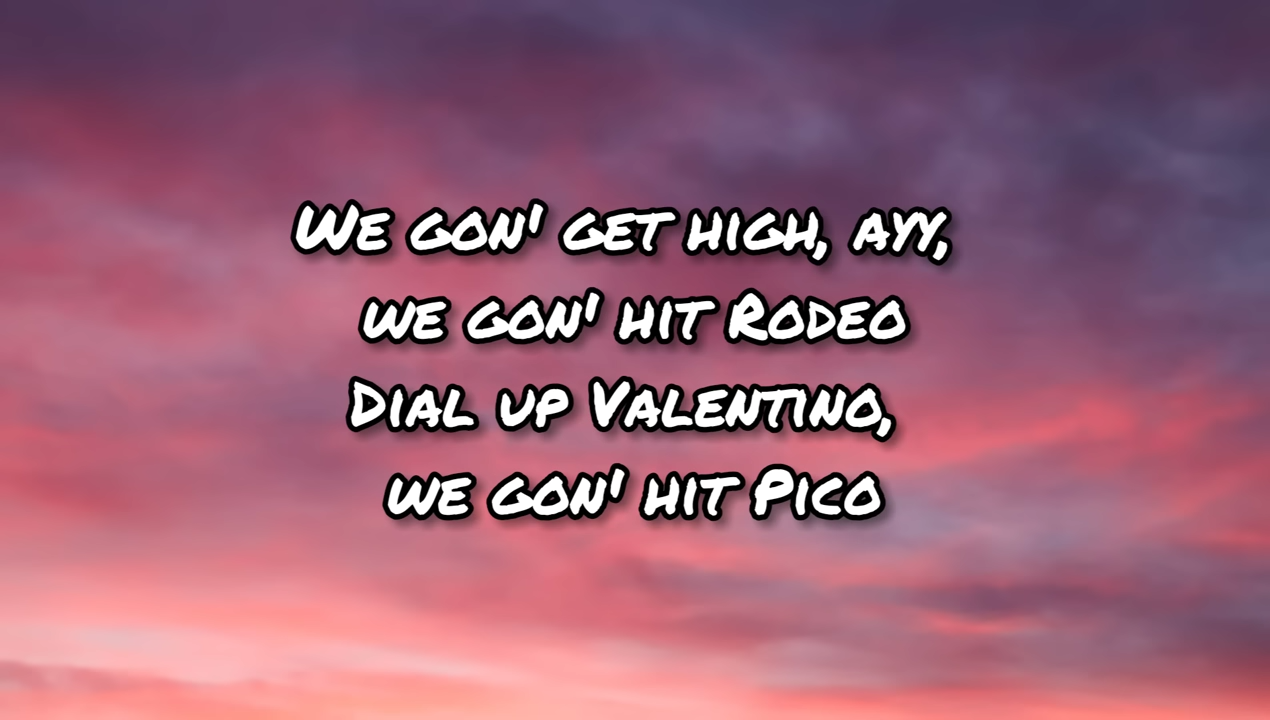 We gon' get high, ayy,
we gon' hit Rodeo
Dial up Valentino,
we gon' hit Pico